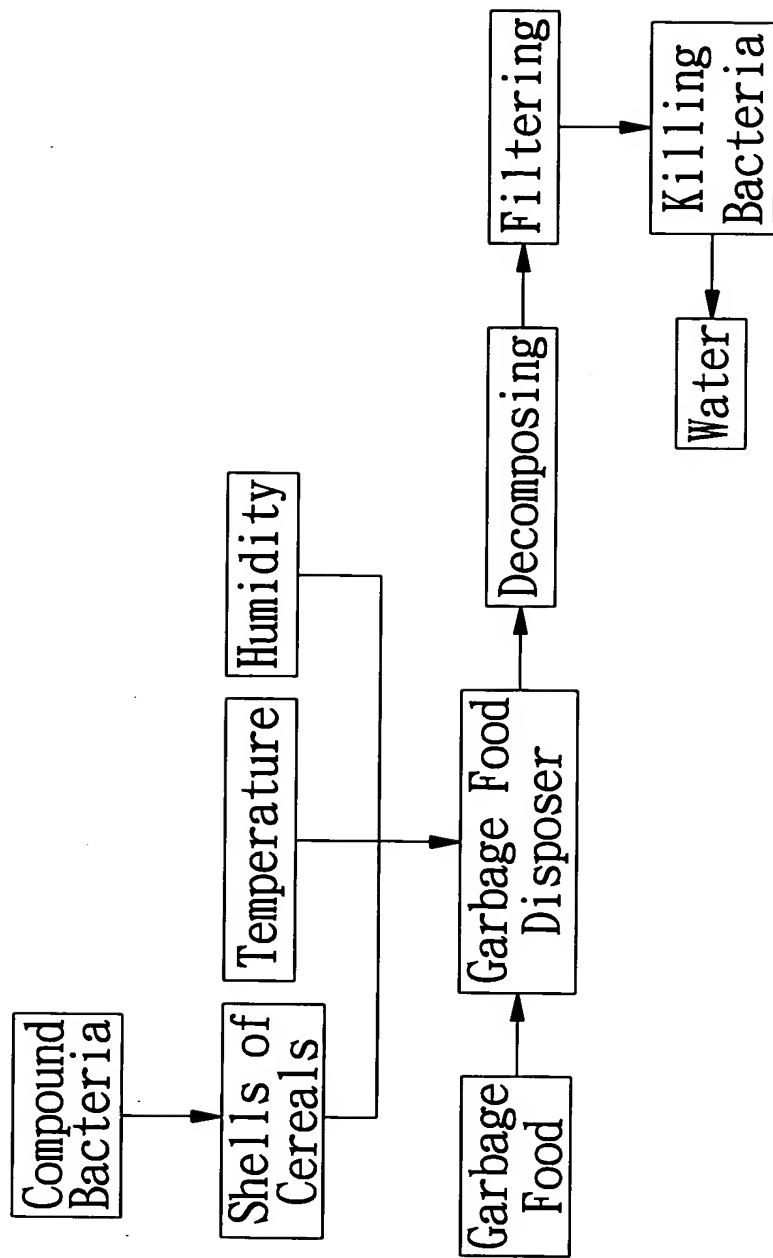 Compound
Bacteria
Shells of
Cereals
Temperature
Humidity
Garbage
Food
Garbage Food
Disposer
Decomposing
Filtering
Killing
Bacteria
Water